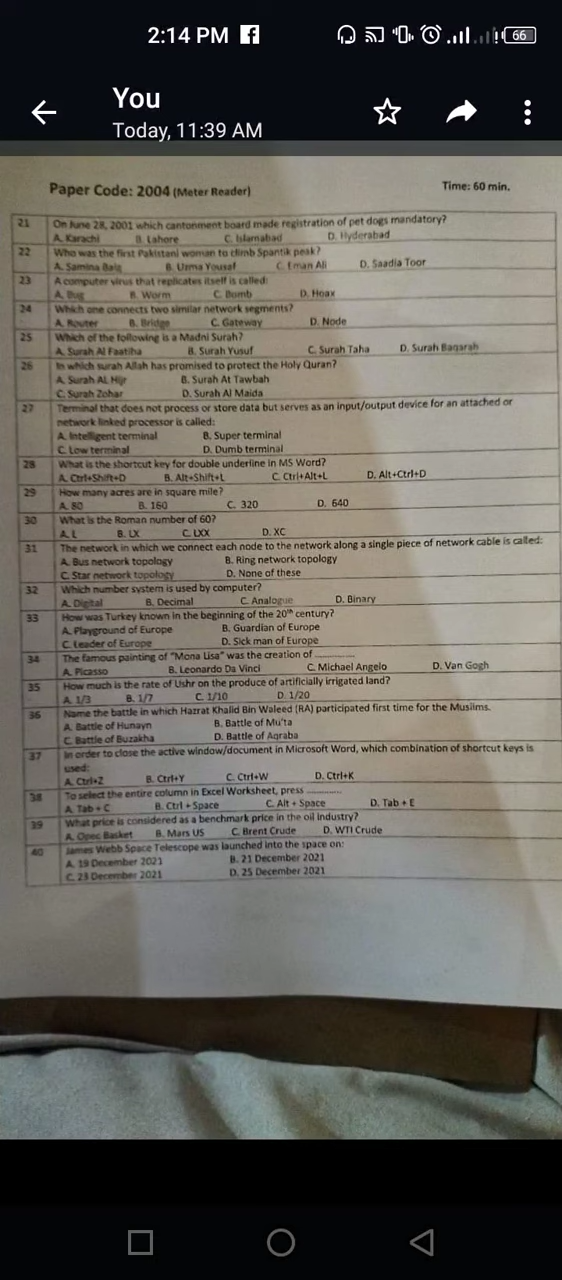 2:14 PM
66
You
Today, 11:39 AM
Paper Code: 2004 (Meter Reader) Time: 60 min.
21 On June 28, 2001 which cantonment board made registration of pet dogs mandatory?
A. Karachi B. Lahore C. Islamabad D. Hyderabad
22 Who was the first Pakistani woman to climb Spantik peak?
A. Samina Baig B. Uzma Yousaf C. Eman Ali D. Saadia Toor
23 A computer virus that replicates itself is called:
A. Bug B. Worm C. Bomb D. Hoax
24 Which one connects two similar network segments?
A. Router B. Bridge C. Gateway D. Node
25 Which of the following is a Madni Surah?
A. Surah Al Faatiha B. Surah Yusuf C. Surah Taha D. Surah Baqarah
26 In which surah Allah has promised to protect the Holy Quran?
A. Surah AL Hijr B. Surah At Tawbah
C. Surah Zohar D. Surah Al Maida
27 Terminal that does not process or store data but serves as an input/output device for an attached or
network linked processor is called:
A. Intelligent terminal B. Super terminal
C. Low terminal D. Dumb terminal
28 What is the shortcut key for double underline in MS Word?
A. Ctrl+Shift+D B. Alt+Shift+L C. Ctrl+Alt+L D. Alt+Ctrl+D
29 How many acres are in square mile?
A. 80 B. 160 C. 320 D. 640
30 What is the Roman number of 60?
A. L B. LX C. LXX D. XC
31 The network in which we connect each node to the network along a single piece of network cable is called:
A. Bus network topology B. Ring network topology
C. Star network topology D. None of these
32 Which number system is used by computer?
A. Digital B. Decimal C. Analogue D. Binary
33 How was Turkey known in the beginning of the 20th century?
A. Playground of Europe B. Guardian of Europe
C. Leader of Europe D. Sick man of Europe
34 The famous painting of "Mona Lisa" was the creation of ............
A. Picasso B. Leonardo Da Vinci C. Michael Angelo D. Van Gogh
35 How much is the rate of Ushr on the produce of artificially irrigated land?
A. 1/3 B. 1/7 C. 1/10 D. 1/20
36 Name the battle in which Hazrat Khalid Bin Waleed (RA) participated first time for the Muslims.
A. Battle of Hunayn B. Battle of Mu'ta
C. Battle of Buzakha D. Battle of Aqraba
37 In order to close the active window/document in Microsoft Word, which combination of shortcut keys is
used:
A. Ctrl+Z B. Ctrl+Y C. Ctrl+W D. Ctrl+K
38 To select the entire column in Excel Worksheet, press ............
A. Tab + C B. Ctrl + Space C. Alt + Space D. Tab + E
39 What price is considered as a benchmark price in the oil industry?
A. Opec Basket B. Mars US C. Brent Crude D. WTI Crude
40 James Webb Space Telescope was launched into the space on:
A. 19 December 2021 B. 21 December 2021
C. 23 December 2021 D. 25 December 2021